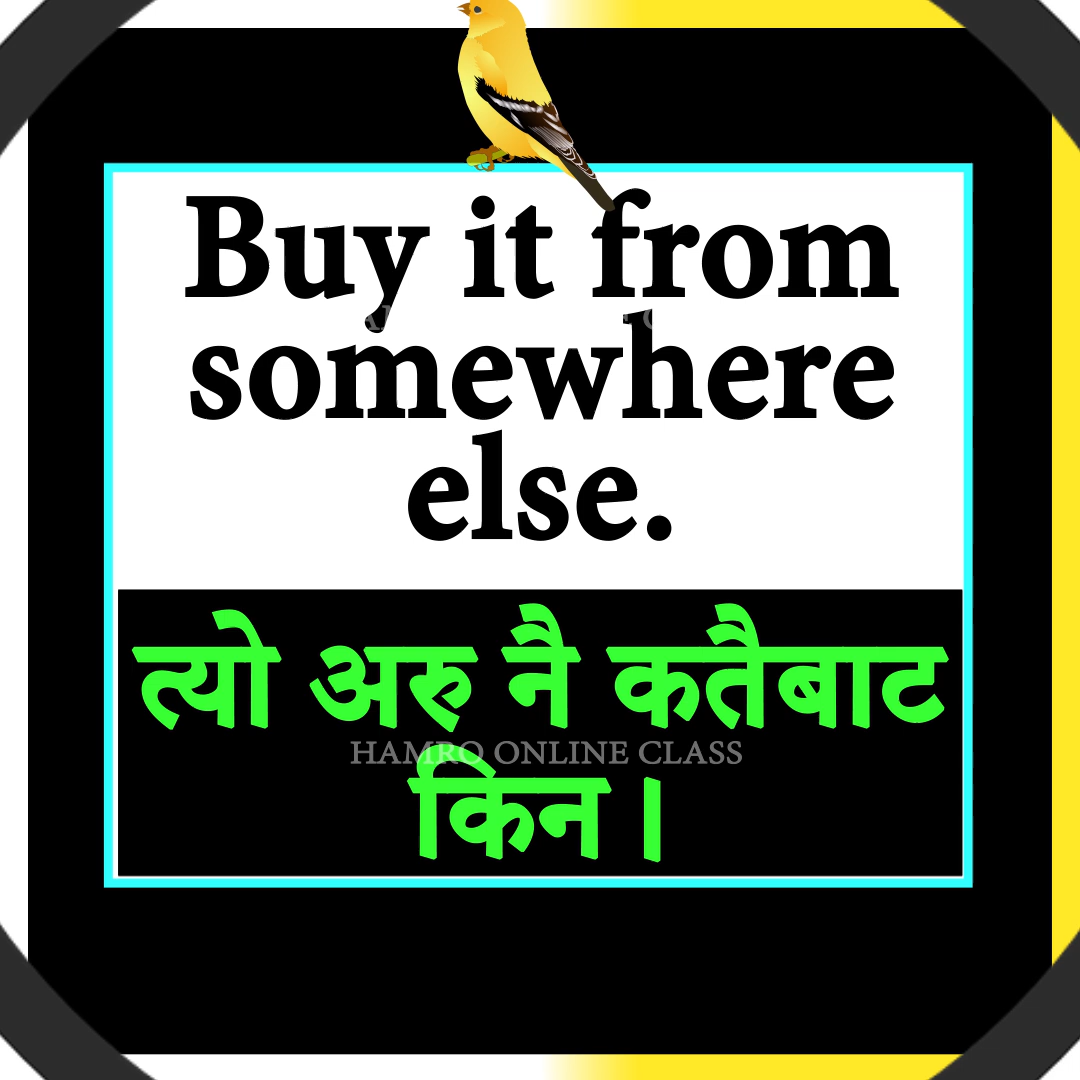 Buy it from
somewhere
else.
त्यो अरु नै कतैबाट
HAMRO ONLINE CLASS
किन ।